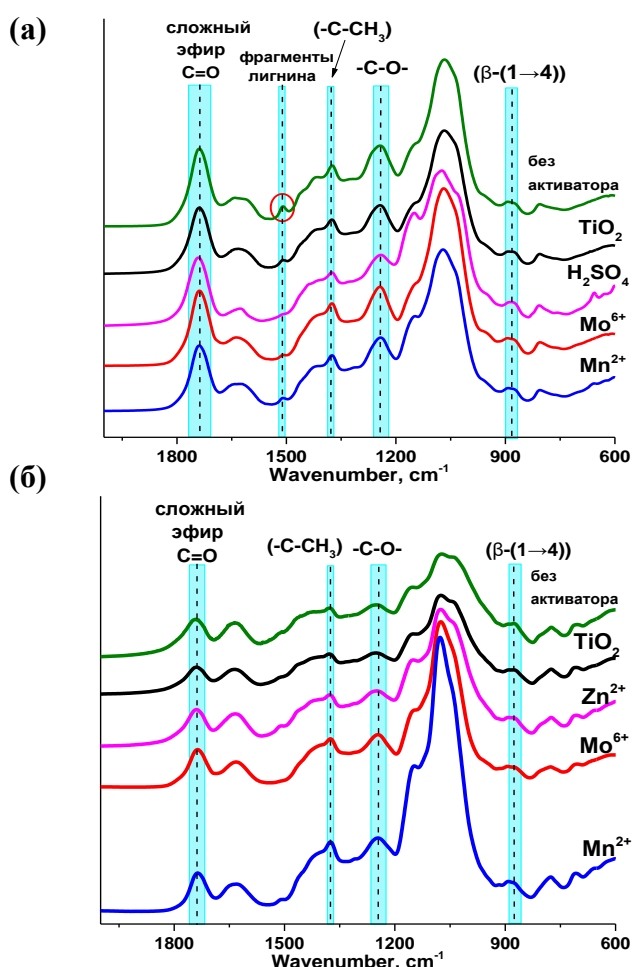 (а)
сложный
эфир
C=O
фрагменты
лигнина
(-C-CH₃)
-C-O-
(β-(1→4))
без
активатора
TiO₂
H₂SO₄
Mo⁶⁺
Mn²⁺
1800 1500 1200 900 600
Wavenumber, cm⁻¹
(б)
сложный
эфир
C=O
(-C-CH₃)
-C-O-
(β-(1→4))
без
активатора
TiO₂
Zn²⁺
Mo⁶⁺
Mn²⁺
1800 1500 1200 900 600
Wavenumber, cm⁻¹